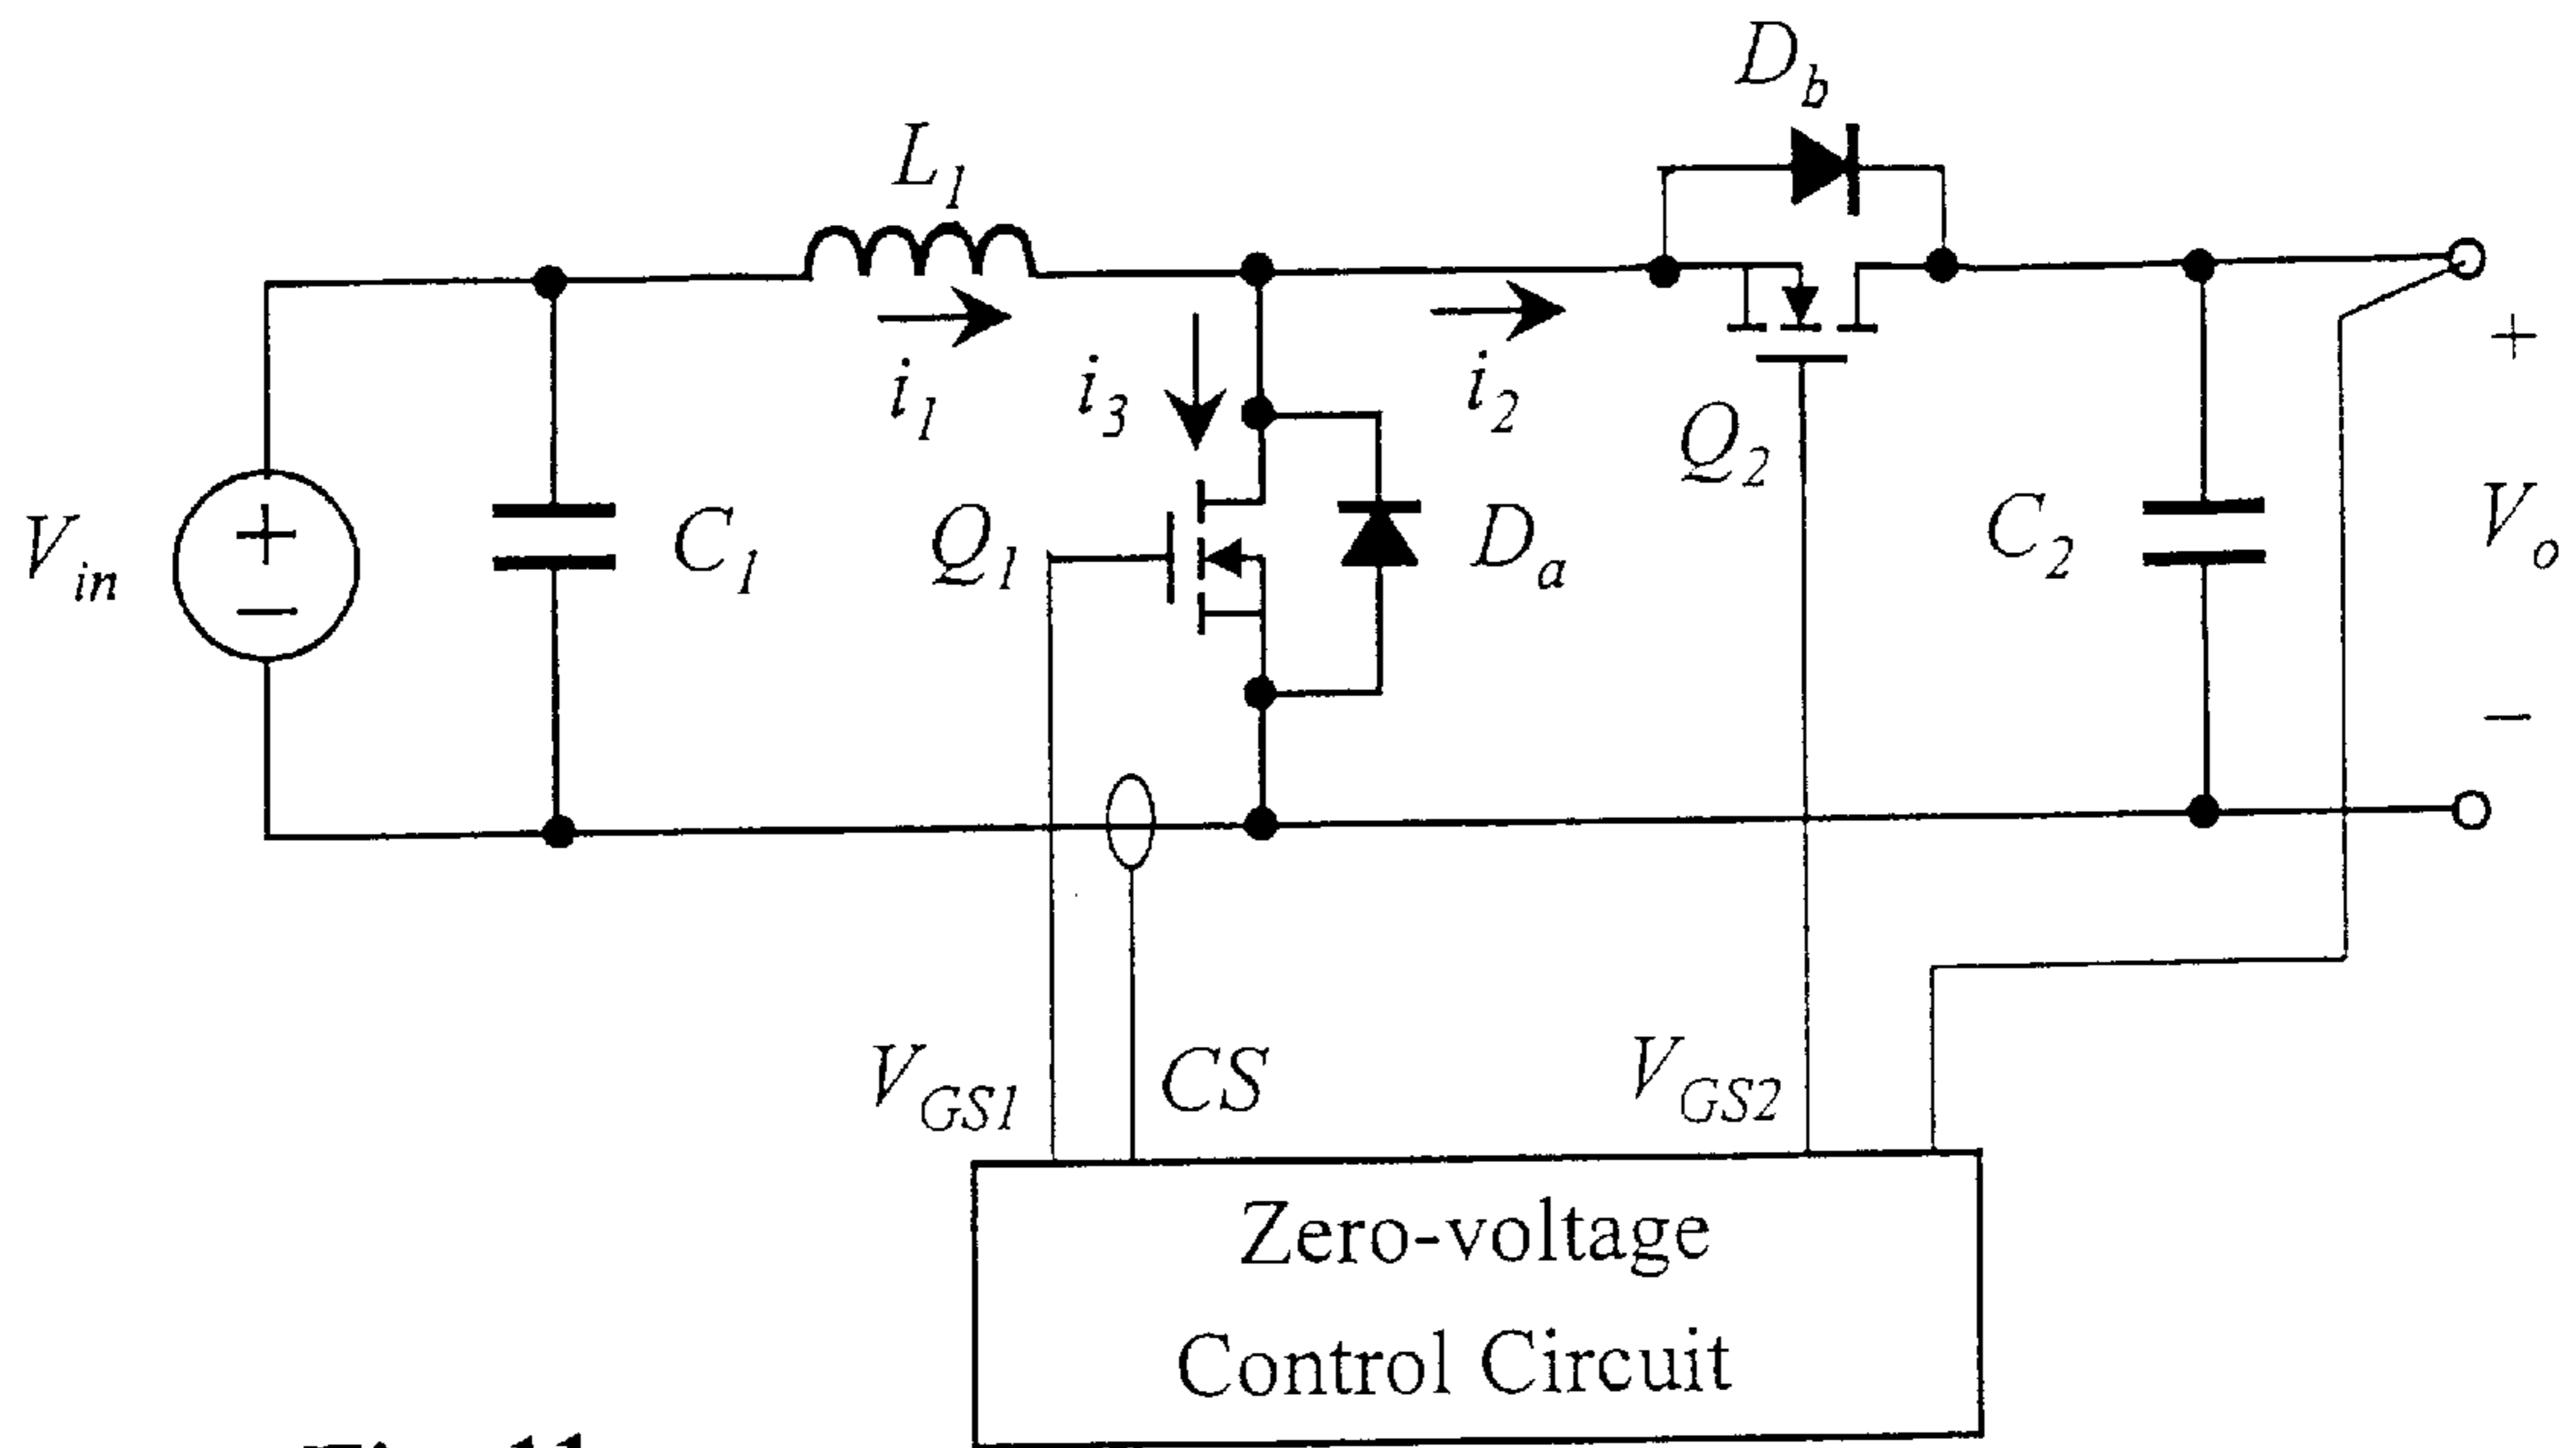 D_b
L_1
i_1
i_3
i_2
Q_2
+
V_in
+
−
C_1
Q_1
D_a
C_2
V_o
−
V_GS1
CS
V_GS2
Zero-voltage
Control Circuit